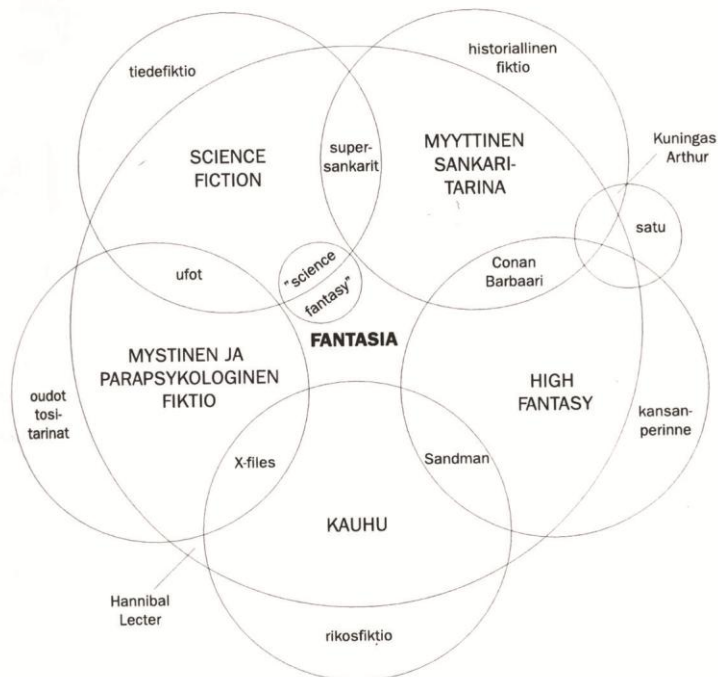 tiedefiktio
historiallinen
fiktio
SCIENCE
FICTION
super-
sankarit
MYYTTINEN
SANKARI-
TARINA
Kuningas
Arthur
satu
ufot
"science
fantasy"
Conan
Barbaari
FANTASIA
MYSTINEN JA
PARAPSYKOLOGINEN
FIKTIO
HIGH
FANTASY
oudot
tosi-
tarinat
kansan-
perinne
X-files
Sandman
KAUHU
Hannibal
Lecter
rikosfiktio